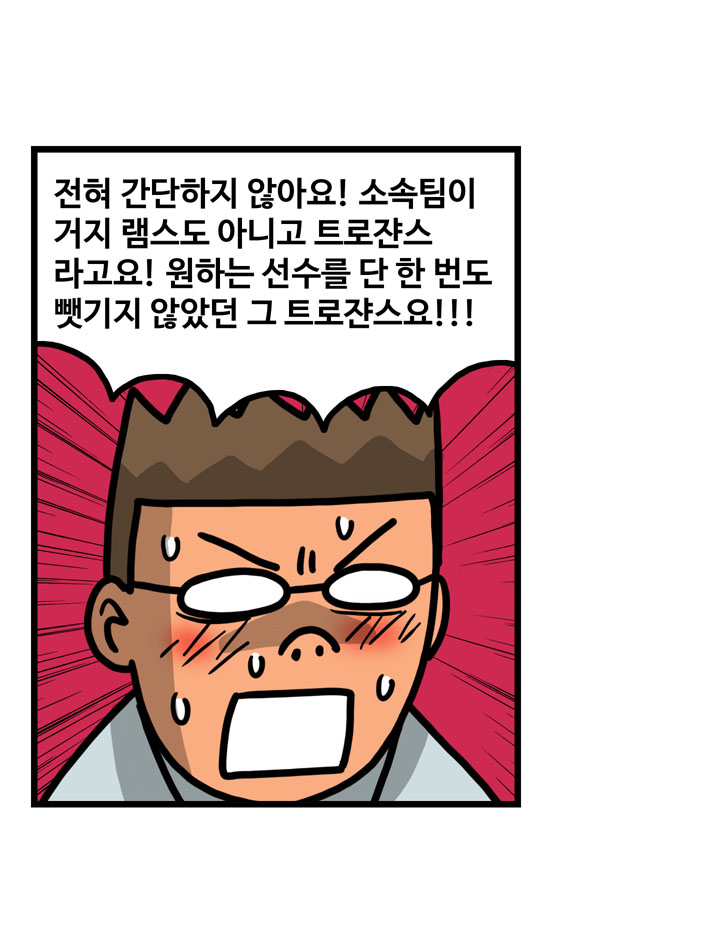 전혀 간단하지 않아요! 소속팀이
거지 램스도 아니고 트로쟌스
라고요! 원하는 선수를 단 한 번도
뺏기지 않았던 그 트로쟌스요!!!